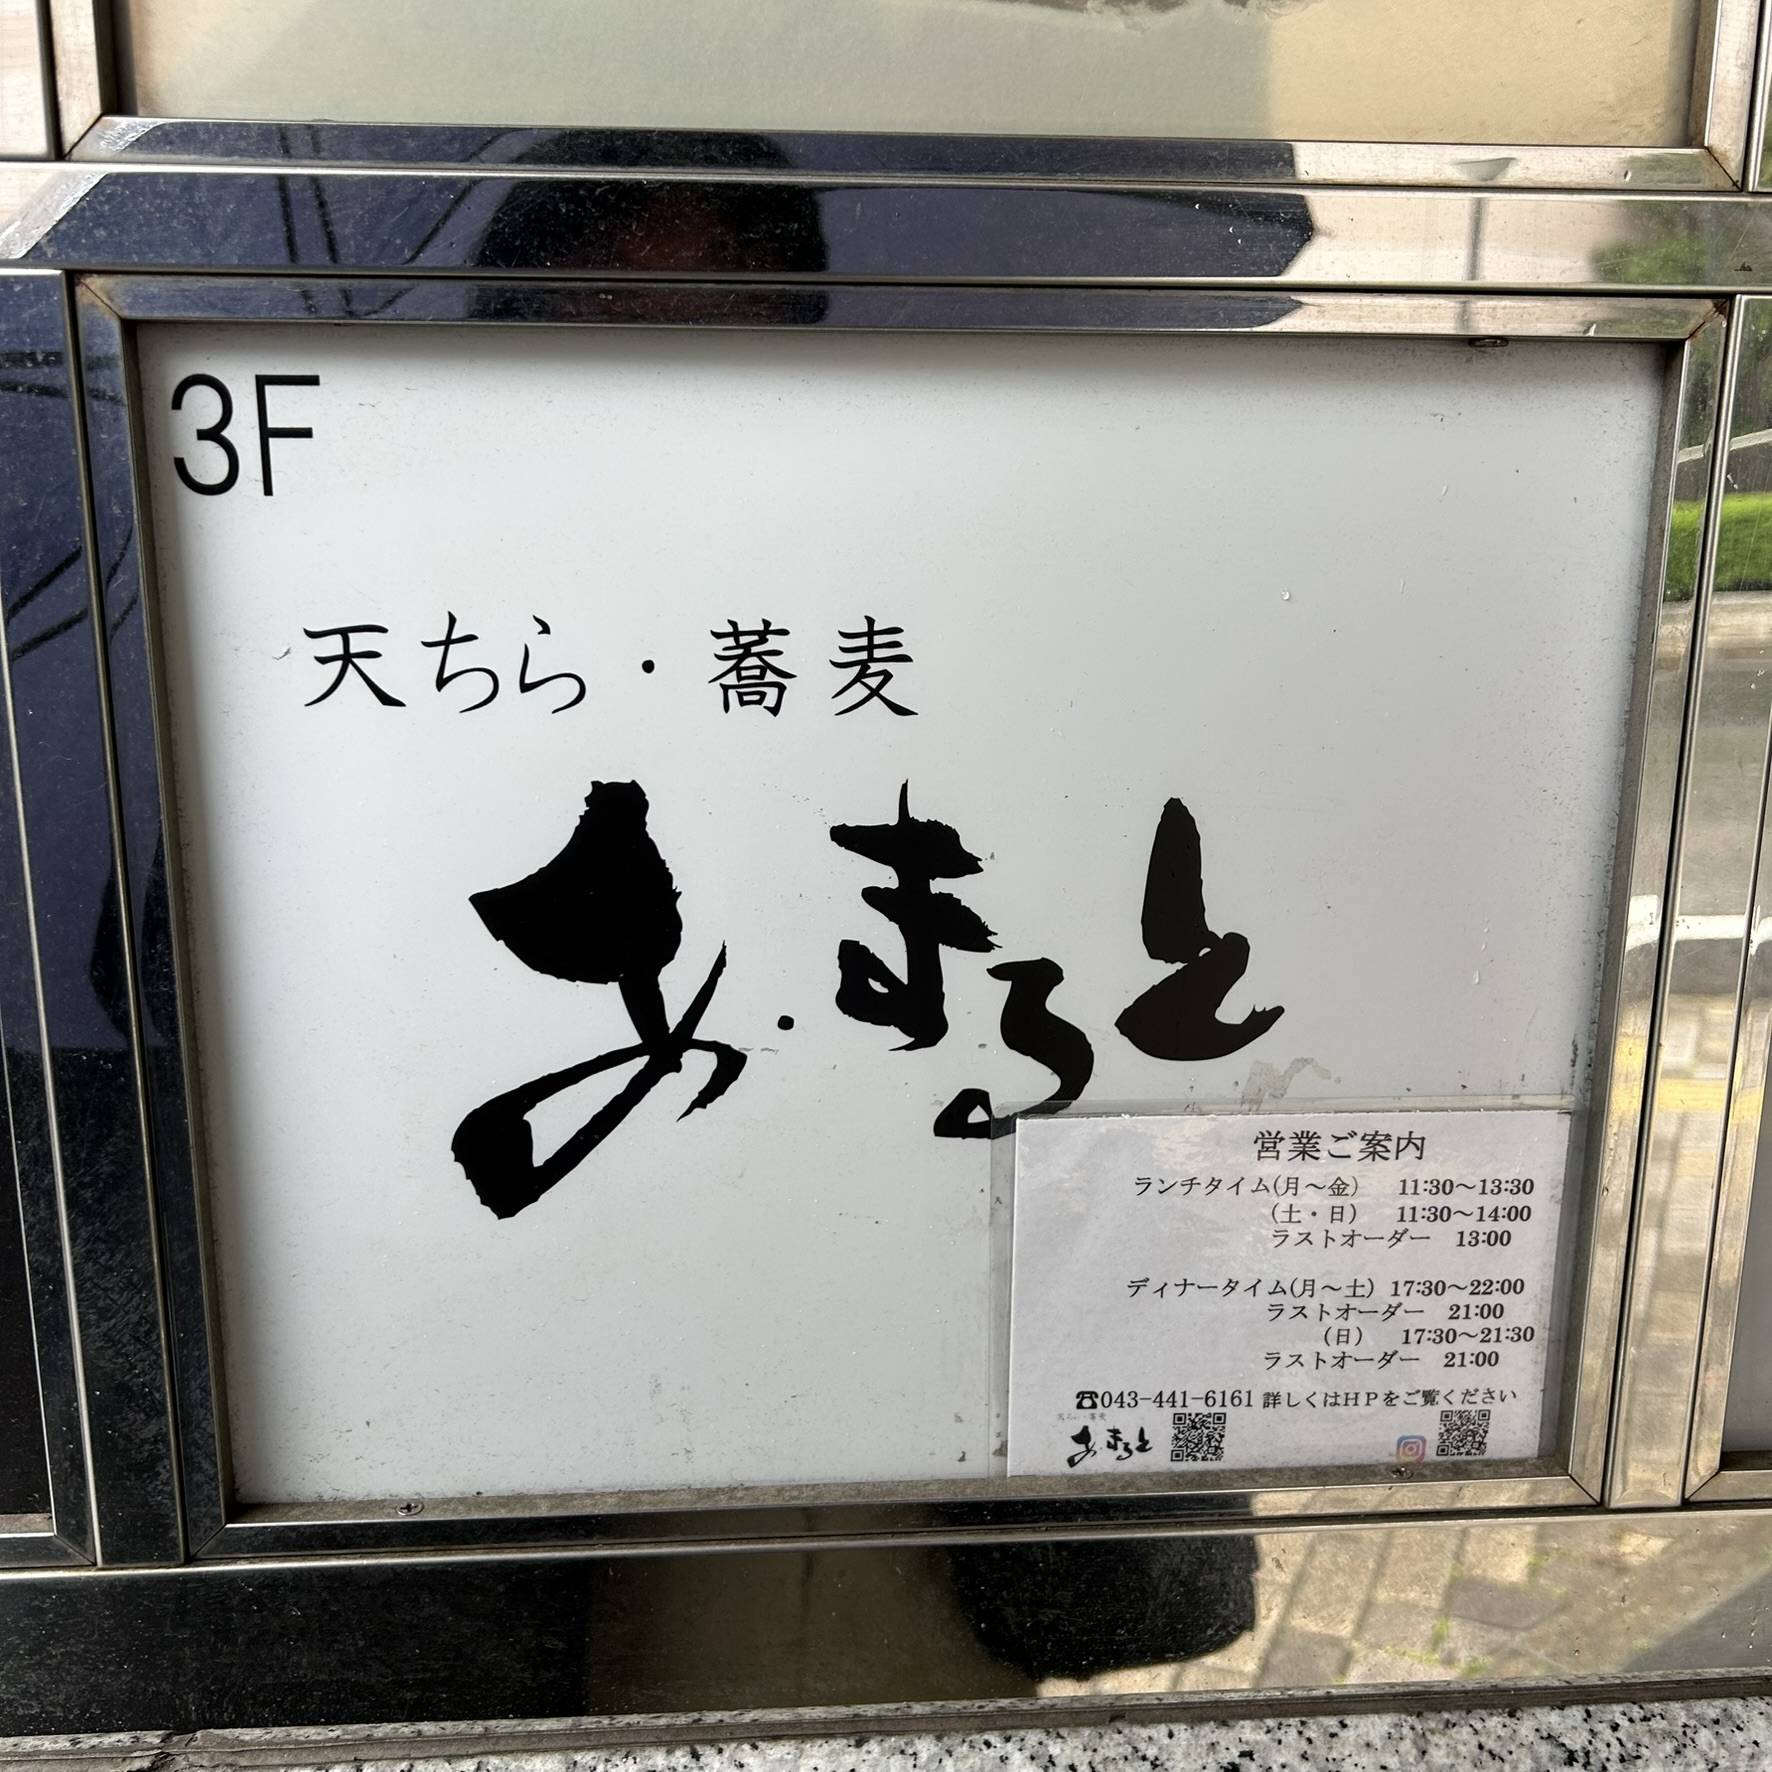 3F
天ちら・蕎麦
あ・まると
営業ご案内
ランチタイム(月～金) 11:30～13:30
(土・日) 11:30～14:00
ラストオーダー 13:00
ディナータイム(月～土) 17:30～22:00
ラストオーダー 21:00
(日) 17:30～21:30
ラストオーダー 21:00
☎043-441-6161 詳しくはＨＰをご覧ください
天ちら・蕎麦
あ・まると